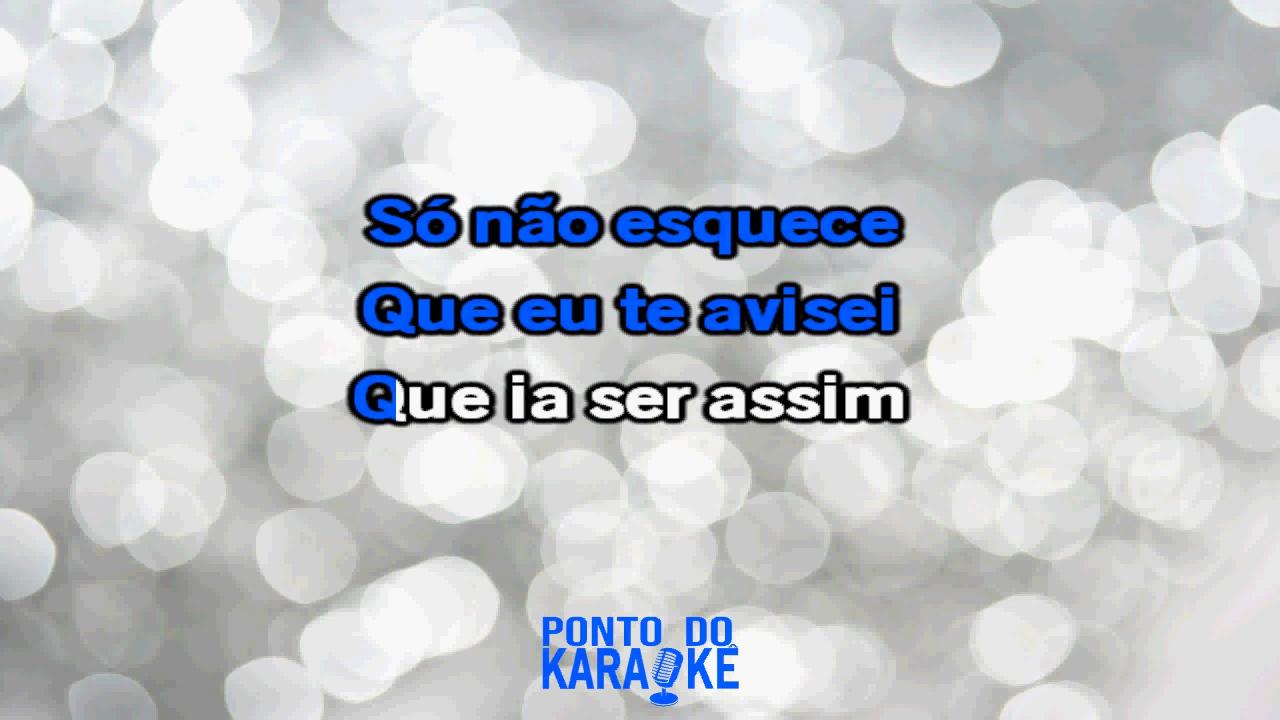 Só não esquece
Que eu te avisei
Que ia ser assim
PONTO DO
KARAOKÊ